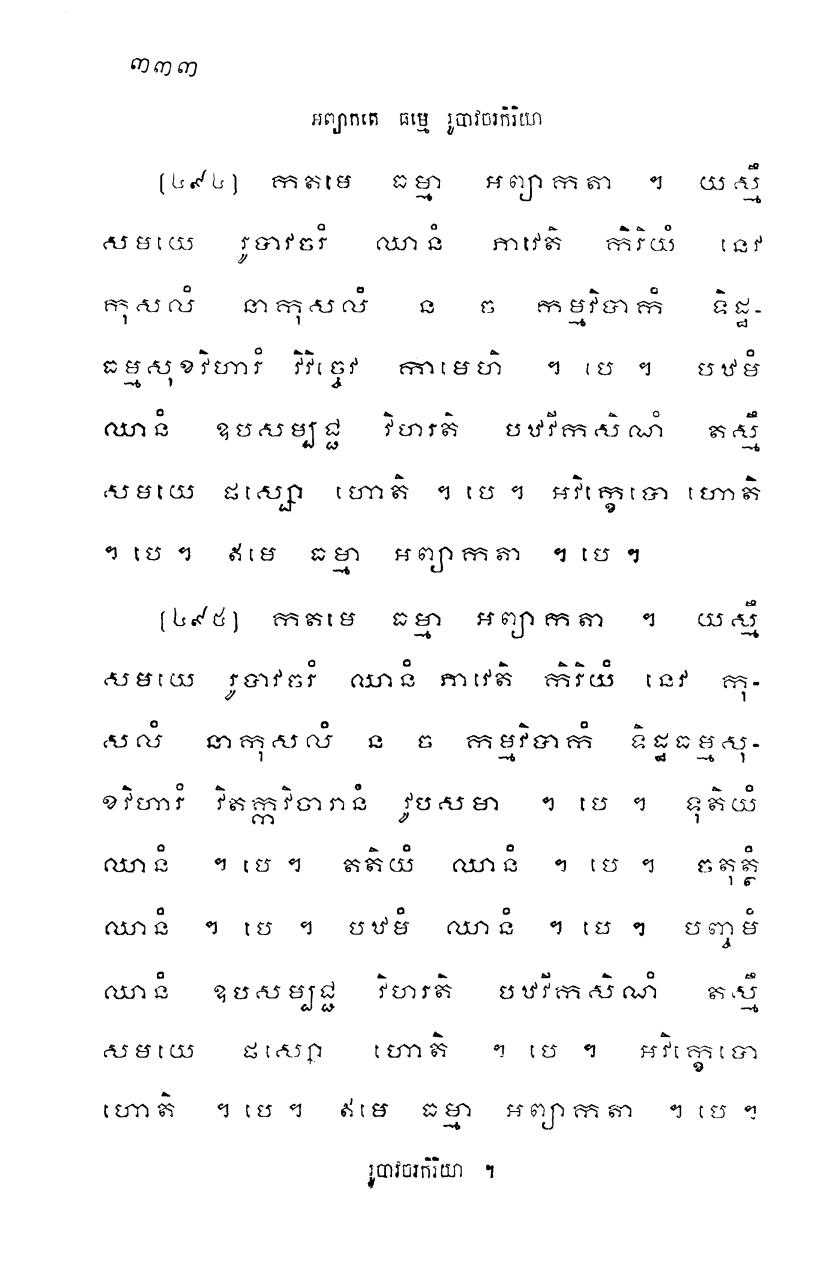 ៣៣៣
អព្យាកតេ ធម្មេ រូបាវចរកិរិយា
(៤៩៤) កតមេ ធម្មា អព្យាកតា ។ យស្មឹ
សមយេ រូបាវចរំ ឈានំ ភាវេតិ កិរិយំ នេវ
កុសលំ នាកុសលំ ន ច កម្មវិបាកំ ទិដ្ឋ-
ធម្មសុខវិហារំ វិវិច្ចេវ កាមេហិ ។ បេ ។ បឋមំ
ឈានំ ឧបសម្បជ្ជ វិហរតិ បឋវីកសិណំ តស្មឹ
សមយេ ផស្សោ ហោតិ ។ បេ ។ អវិក្ខេបោ ហោតិ
។ បេ ។ ឥមេ ធម្មា អព្យាកតា ។ បេ ។
(៤៩៥) កតមេ ធម្មា អព្យាកតា ។ យស្មឹ
សមយេ រូបាវចរំ ឈានំ ភាវេតិ កិរិយំ នេវ កុ-
សលំ នាកុសលំ ន ច កម្មវិបាកំ ទិដ្ឋធម្មសុ-
ខវិហារំ វិតក្កវិចារានំ វូបសមា ។ បេ ។ ទុតិយំ
ឈានំ ។ បេ ។ តតិយំ ឈានំ ។ បេ ។ ចតុត្ថំ
ឈានំ ។ បេ ។ បឋមំ ឈានំ ។ បេ ។ បញ្ចមំ
ឈានំ ឧបសម្បជ្ជ វិហរតិ បឋវីកសិណំ តស្មឹ
សមយេ ផស្សោ ហោតិ ។ បេ ។ អវិក្ខេបោ
ហោតិ ។ បេ ។ ឥមេ ធម្មា អព្យាកតា ។ បេ ។
រូបាវចរកិរិយា ។